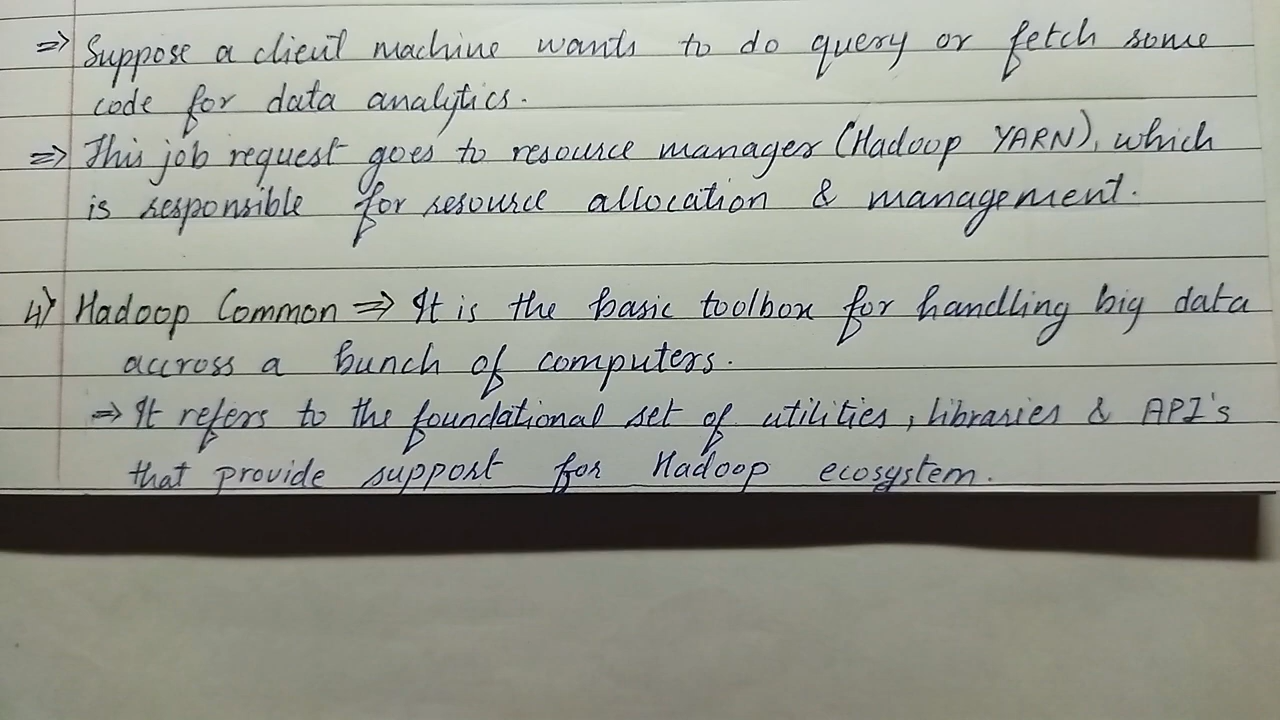 ⇒ Suppose a client machine wants to do query or fetch some
code for data analytics.
⇒ This job request goes to resource manager (Hadoop YARN), which
is responsible for resource allocation & management.
4) Hadoop Common ⇒ It is the basic toolbox for handling big data
accross a bunch of computers.
⇒ It refers to the foundational set of utilities, libraries & API's
that provide support for Hadoop ecosystem.